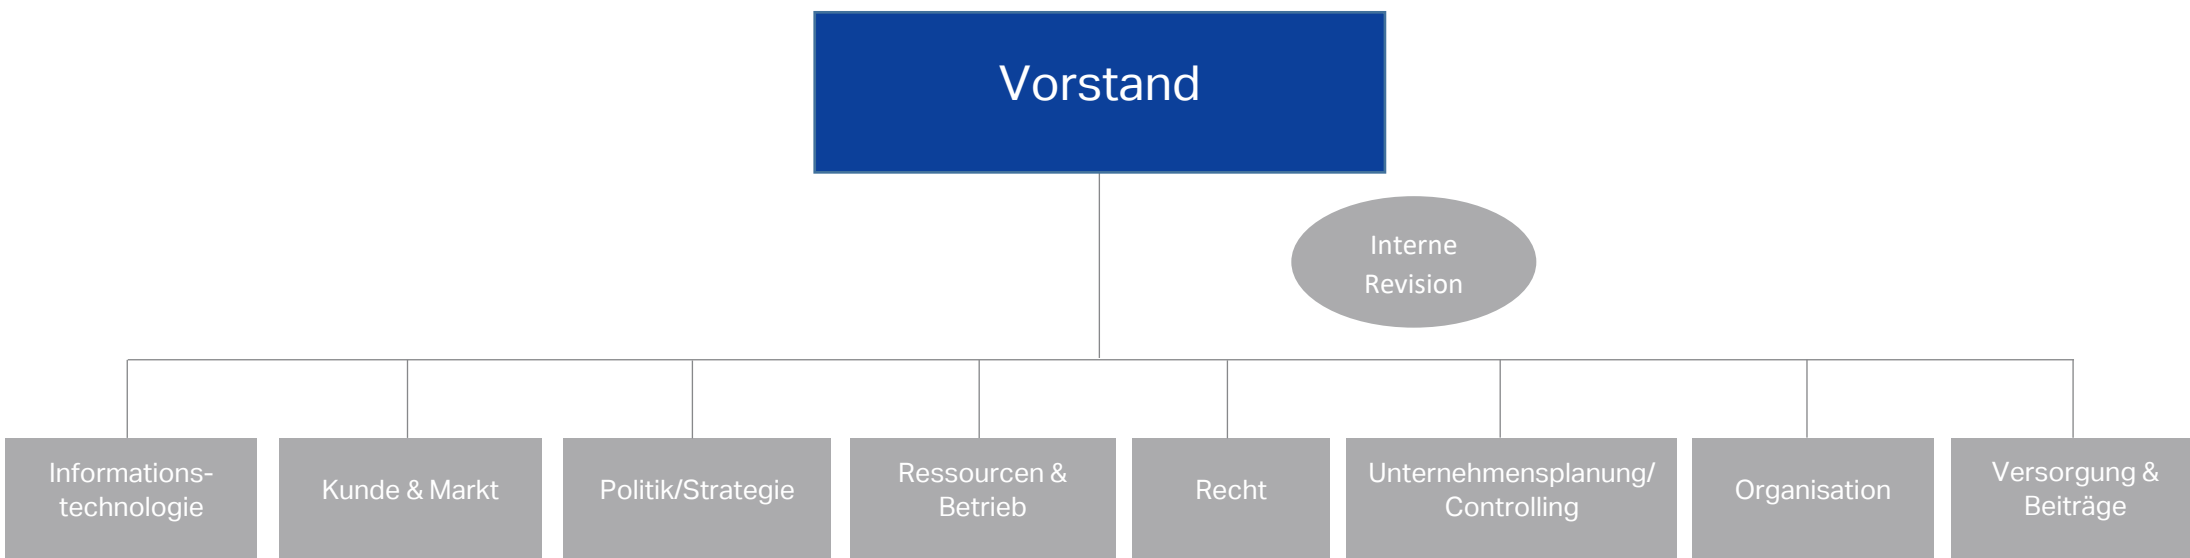 Vorstand
Interne
Revision
Informations-
technologie
Kunde & Markt
Politik/Strategie
Ressourcen &
Betrieb
Recht
Unternehmensplanung/
Controlling
Organisation
Versorgung &
Beiträge